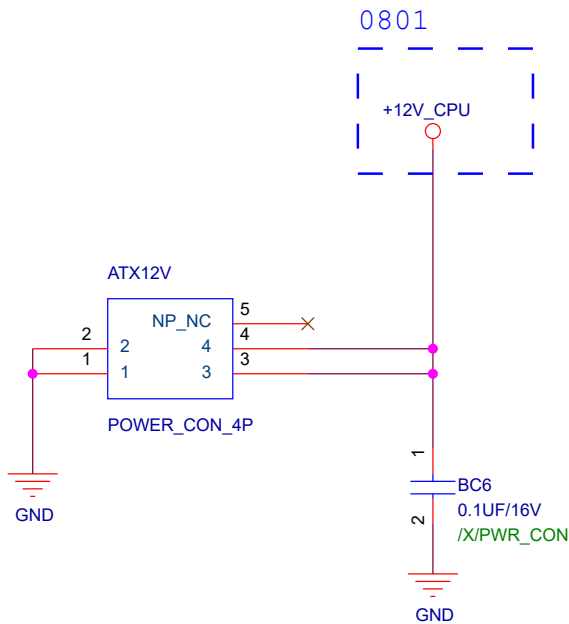 0801
+12V_CPU
ATX12V
NP_NC
5
2
2
4
4
1
1
3
3
POWER_CON_4P
1
BC6
0.1UF/16V
2
/X/PWR_CON
GND
GND